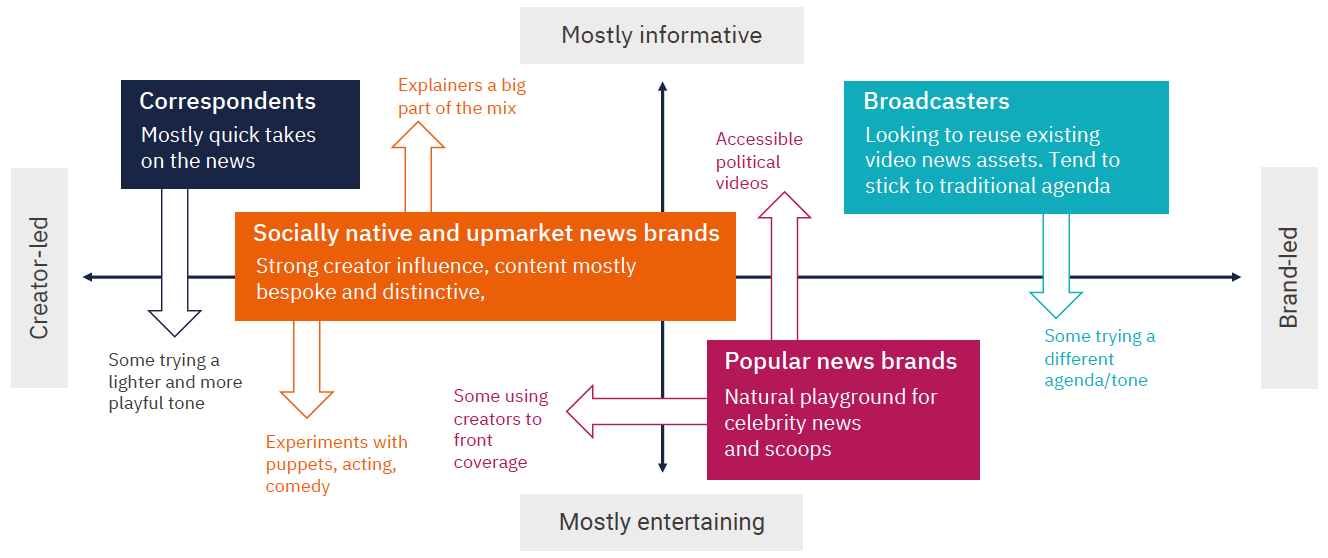 Mostly informative
Correspondents
Mostly quick takes
on the news
Explainers a big
part of the mix
Accessible
political
videos
Broadcasters
Looking to reuse existing
video news assets. Tend to
stick to traditional agenda
Creator-led
Socially native and upmarket news brands
Strong creator influence, content mostly
bespoke and distinctive,
Brand-led
Some trying a
lighter and more
playful tone
Experiments with
puppets, acting,
comedy
Some using
creators to
front
coverage
Popular news brands
Natural playground for
celebrity news
and scoops
Some trying a
different
agenda/tone
Mostly entertaining